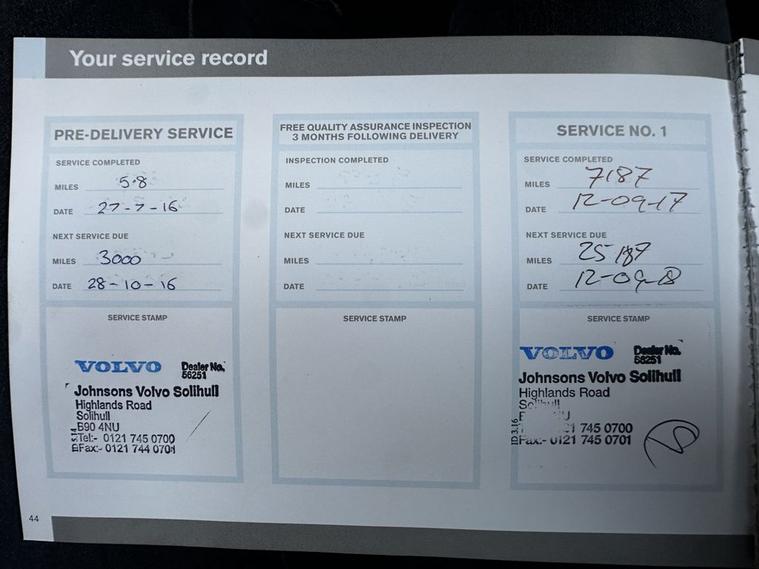 Your service record
PRE-DELIVERY SERVICE
SERVICE COMPLETED
MILES 5.8
DATE 27-7-16
NEXT SERVICE DUE
MILES 3000
DATE 28-10-16
SERVICE STAMP
VOLVO Dealer No.
56251
Johnsons Volvo Solihull
Highlands Road
Solihull
B90 4NU
Tel:- 0121 745 0700
Fax:- 0121 744 0701
FREE QUALITY ASSURANCE INSPECTION
3 MONTHS FOLLOWING DELIVERY
INSPECTION COMPLETED
MILES
DATE
NEXT SERVICE DUE
MILES
DATE
SERVICE STAMP
SERVICE NO. 1
SERVICE COMPLETED
MILES 7187
DATE 12-09-17
NEXT SERVICE DUE
MILES 25187
DATE 12-09-18
SERVICE STAMP
VOLVO Dealer No.
56251
Johnsons Volvo Solihull
Highlands Road
Solihull
745 0700
Fax:- 0121 745 0701
ID 3.16
44